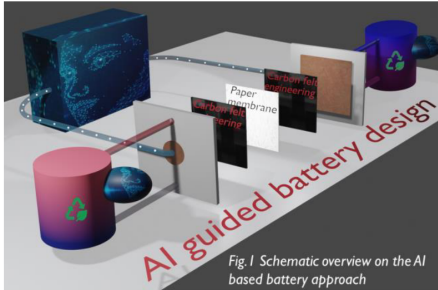 Carbon felt
engineering
Paper
membrane
Carbon felt
engineering
AI guided battery design
Fig.1 Schematic overview on the AI
based battery approach